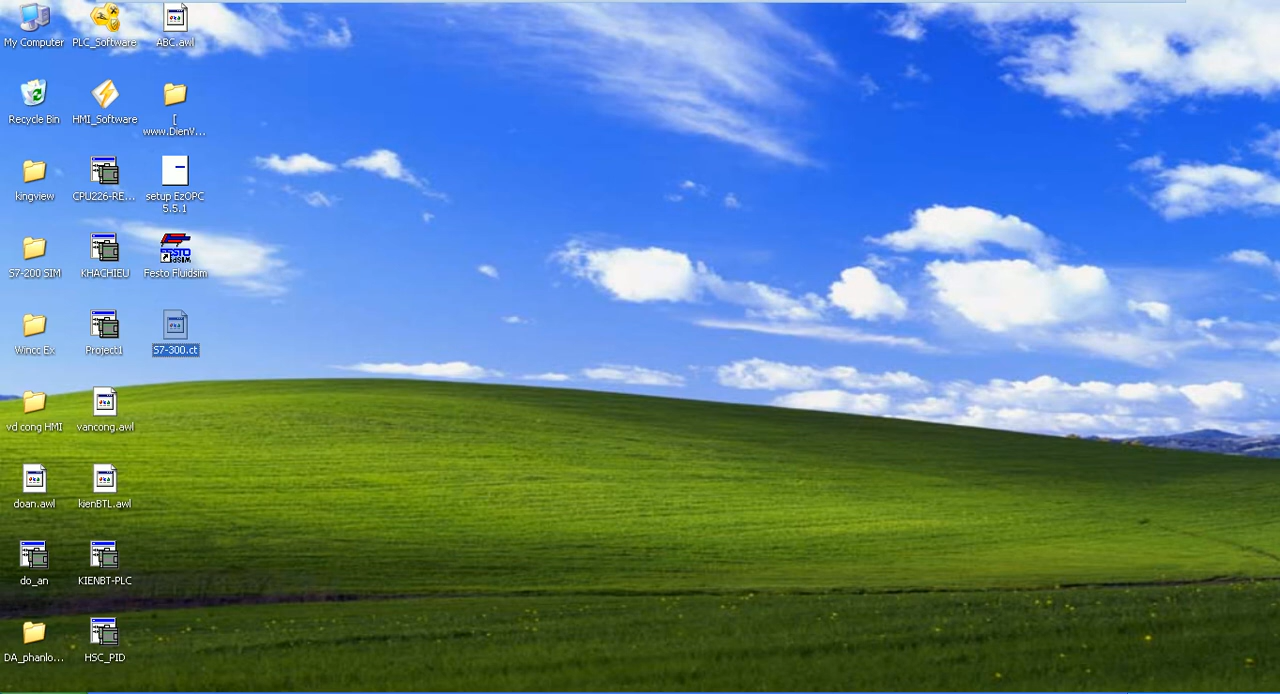 My Computer
PLC_Software
ABC.awl
Recycle Bin
HMI_Software
[
www.DienV...
kingview
CPU226-RE...
setup EzOPC
5.5.1
S7-200 SIM
KHACHIEU
Festo Fluidsim
Wincc Ex
Project1
S7-300.ct
vd cong HMI
vancong.awl
doan.awl
kienBTL.awl
do_an
KIENBT-PLC
DA_phanlo...
HSC_PID